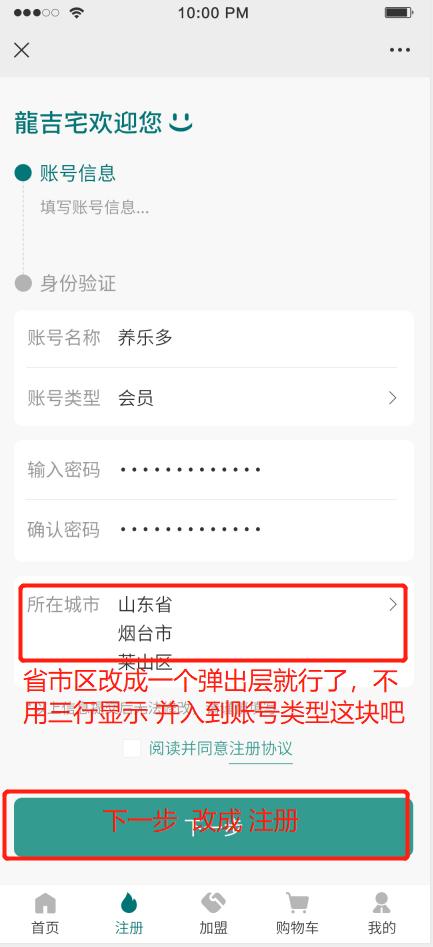 10:00 PM
龍吉宅欢迎您
账号信息
填写账号信息...
身份验证
账号名称 养乐多
账号类型 会员
输入密码 •••••••••••••
确认密码 •••••••••••••
所在城市 山东省
烟台市
莱山区
省市区改成一个弹出层就行了，不
用三行显示 并入到账号类型这块吧
阅读并同意注册协议
下一步 改成 注册
下一步
首页 注册 加盟 购物车 我的